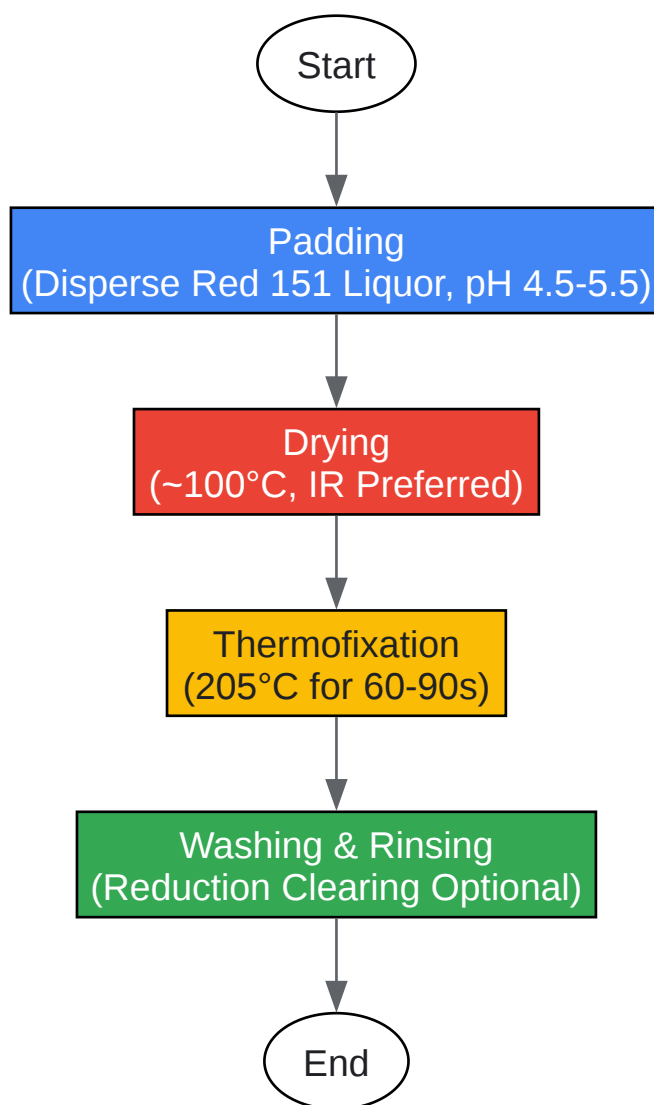 Start
Padding
(Disperse Red 151 Liquor, pH 4.5-5.5)
Drying
(~100°C, IR Preferred)
Thermofixation
(205°C for 60-90s)
Washing & Rinsing
(Reduction Clearing Optional)
End